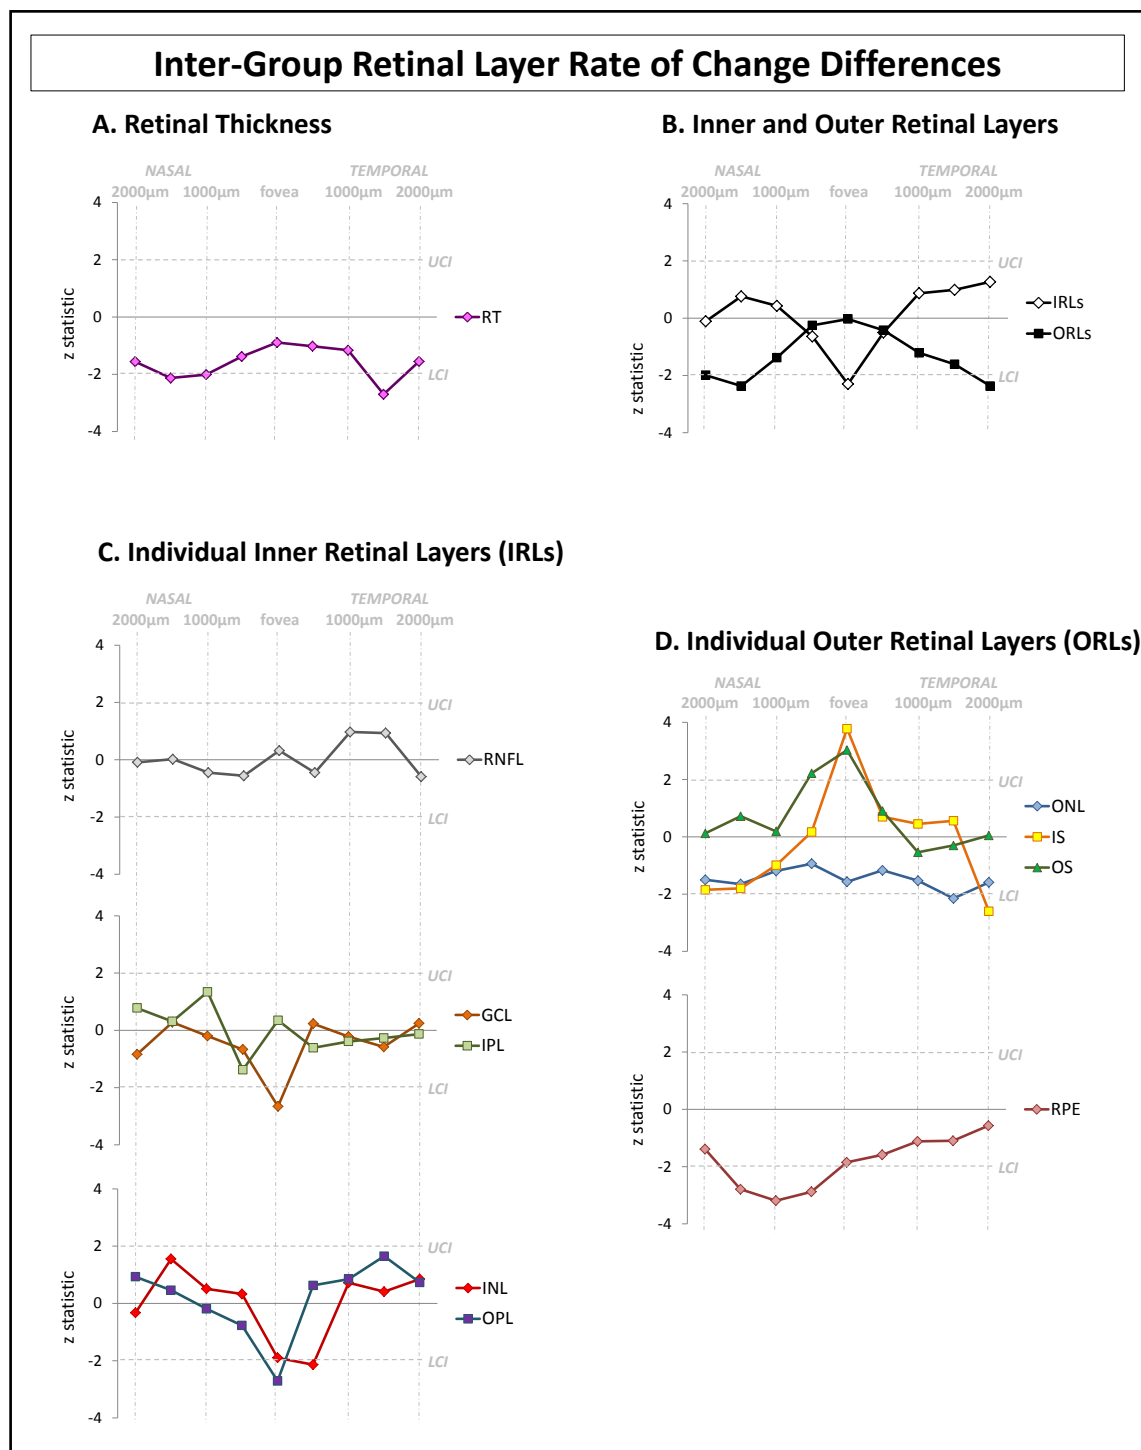 Inter-Group Retinal Layer Rate of Change Differences
A. Retinal Thickness
NASAL TEMPORAL
2000µm 1000µm fovea 1000µm 2000µm
4
2
0
-2
-4
z statistic
UCI
LCI
RT
B. Inner and Outer Retinal Layers
NASAL TEMPORAL
2000µm 1000µm fovea 1000µm 2000µm
4
2
0
-2
-4
z statistic
UCI
LCI
IRLs
ORLs
C. Individual Inner Retinal Layers (IRLs)
NASAL TEMPORAL
2000µm 1000µm fovea 1000µm 2000µm
4
2
0
-2
-4
z statistic
UCI
LCI
RNFL
4
2
0
-2
-4
z statistic
UCI
LCI
GCL
IPL
4
2
0
-2
-4
z statistic
UCI
LCI
INL
OPL
D. Individual Outer Retinal Layers (ORLs)
NASAL TEMPORAL
2000µm 1000µm fovea 1000µm 2000µm
4
2
0
-2
-4
z statistic
UCI
LCI
ONL
IS
OS
4
2
0
-2
-4
z statistic
UCI
LCI
RPE